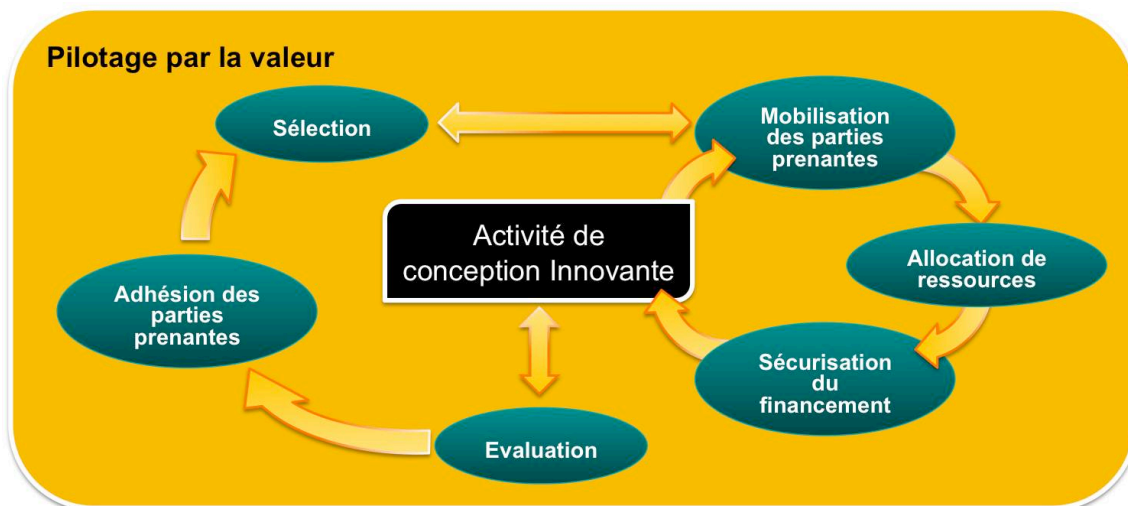 Pilotage par la valeur
Sélection
Mobilisation
des parties
prenantes
Activité de
conception Innovante
Allocation de
ressources
Adhésion des
parties
prenantes
Sécurisation
du
financement
Evaluation